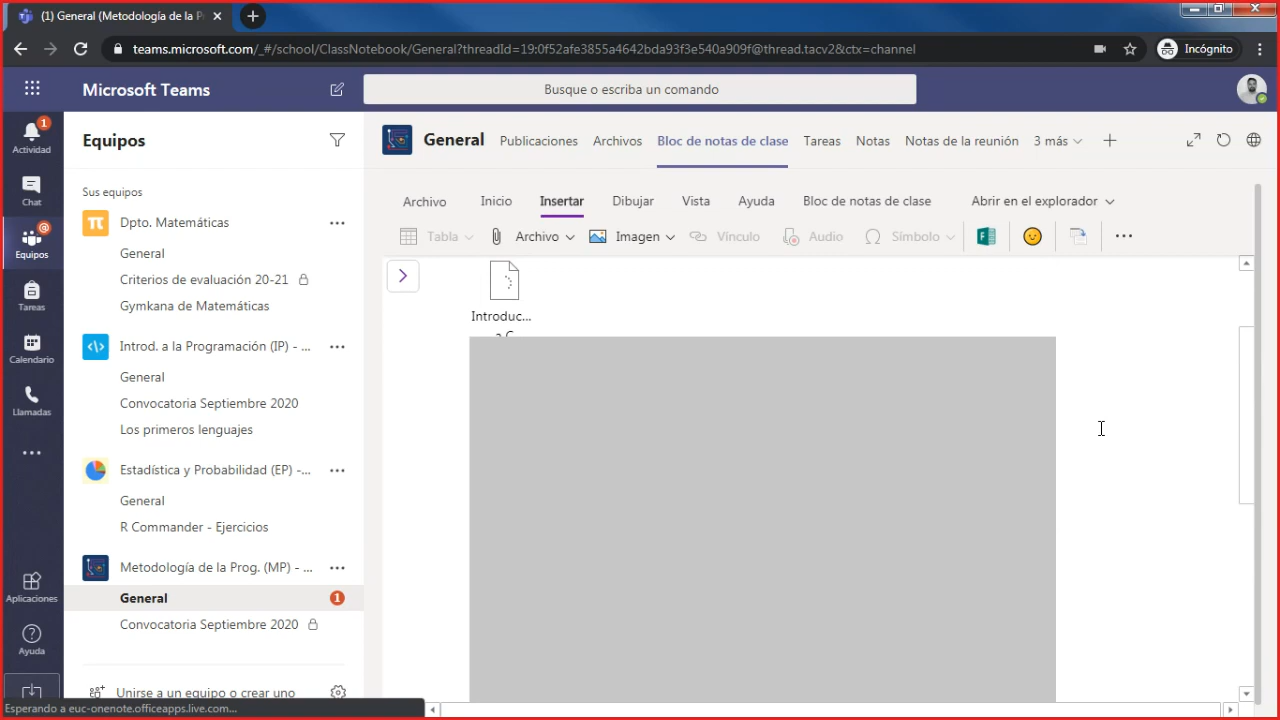 (1) General (Metodología de la P
teams.microsoft.com/_#/school/ClassNotebook/General?threadId=19:0f52afe3855a4642bda93f3e540a909f@thread.tacv2&ctx=channel
Incógnito
Microsoft Teams
Busque o escriba un comando
Actividad
1
Chat
Equipos
@
Tareas
Calendario
Llamadas
Aplicaciones
Ayuda
Equipos
Sus equipos
Dpto. Matemáticas
General
Criterios de evaluación 20-21
Gymkana de Matemáticas
Introd. a la Programación (IP) - ...
General
Convocatoria Septiembre 2020
Los primeros lenguajes
Estadística y Probabilidad (EP) -...
General
R Commander - Ejercicios
Metodología de la Prog. (MP) - ...
General 1
Convocatoria Septiembre 2020
Unirse a un equipo o crear uno
Esperando a euc-onenote.officeapps.live.com...
General Publicaciones Archivos Bloc de notas de clase Tareas Notas Notas de la reunión 3 más
Archivo Inicio Insertar Dibujar Vista Ayuda Bloc de notas de clase Abrir en el explorador
Tabla Archivo Imagen Vínculo Audio Símbolo
Introduc...